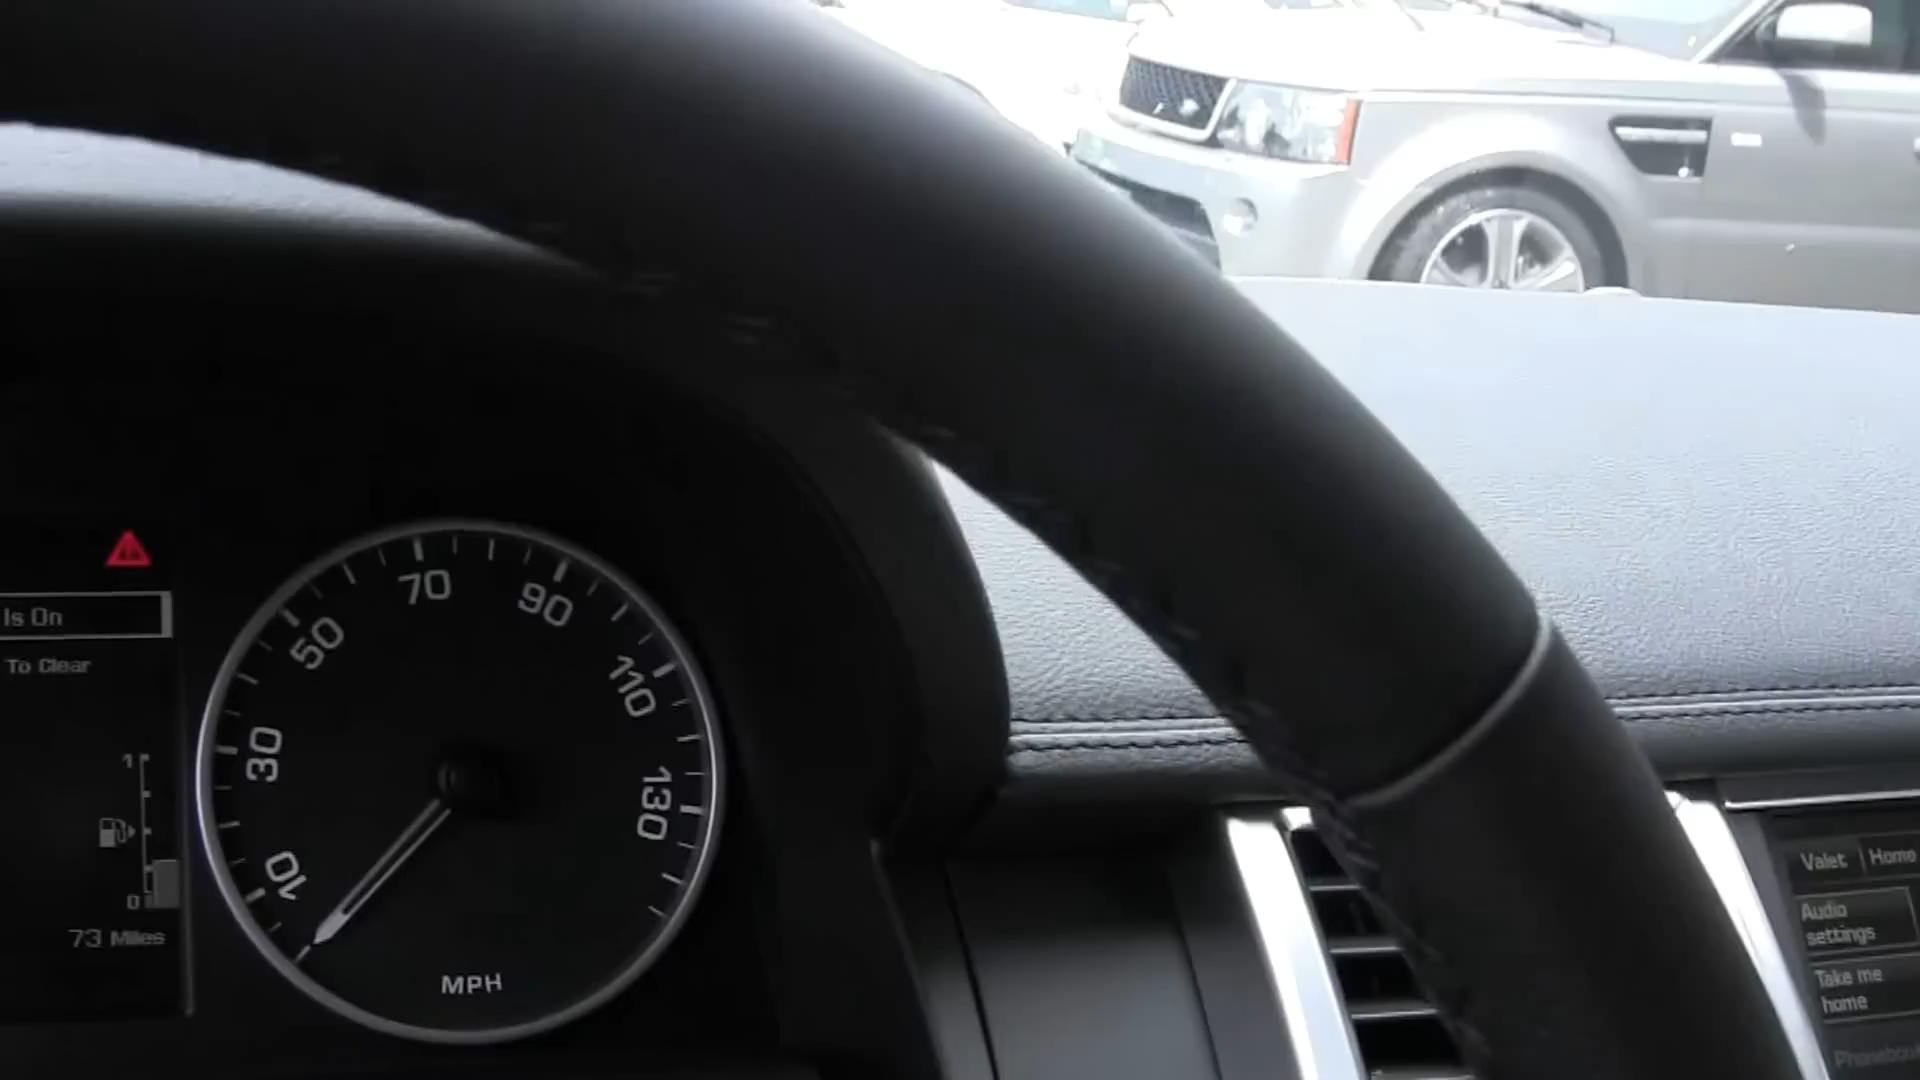 Is On
To Clear
1
0
73 Miles
10
30
50
70
90
110
130
MPH
Valet
Home
Audio
settings
Take me
home
Phonebook